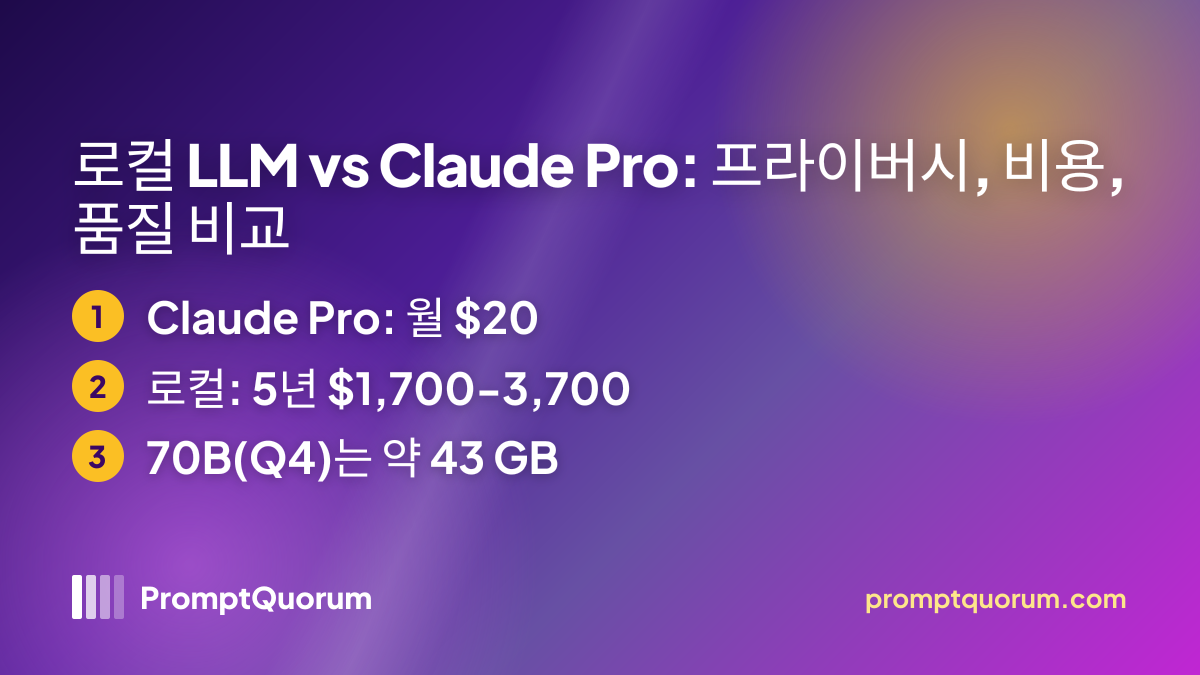 로컬 LLM vs Claude Pro: 프라이버시, 비용,
품질 비교
1 Claude Pro: 월 $20
2 로컬: 5년 $1,700–3,700
3 70B(Q4)는 약 43 GB
PromptQuorum
promptquorum.com